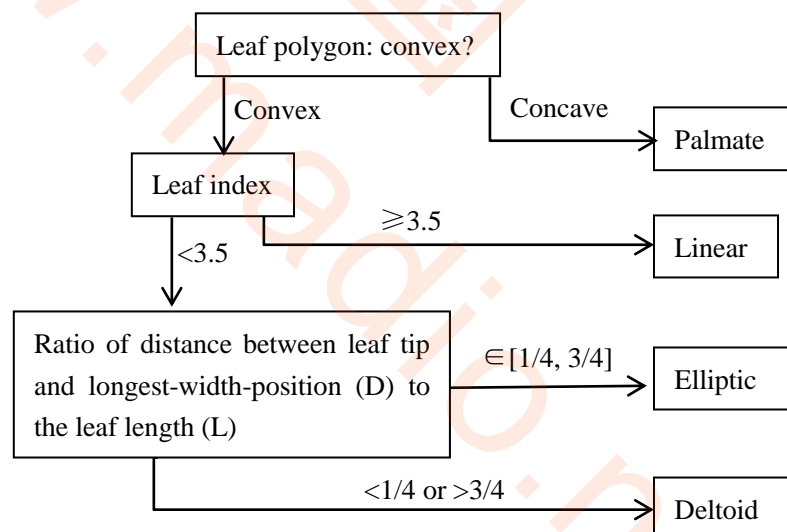 Leaf polygon: convex?
Convex
Concave
Palmate
Leaf index
≥3.5
Linear
<3.5
Ratio of distance between leaf tip
and longest-width-position (D) to
the leaf length (L)
∈[1/4, 3/4]
Elliptic
<1/4 or >3/4
Deltoid
www.madio.n